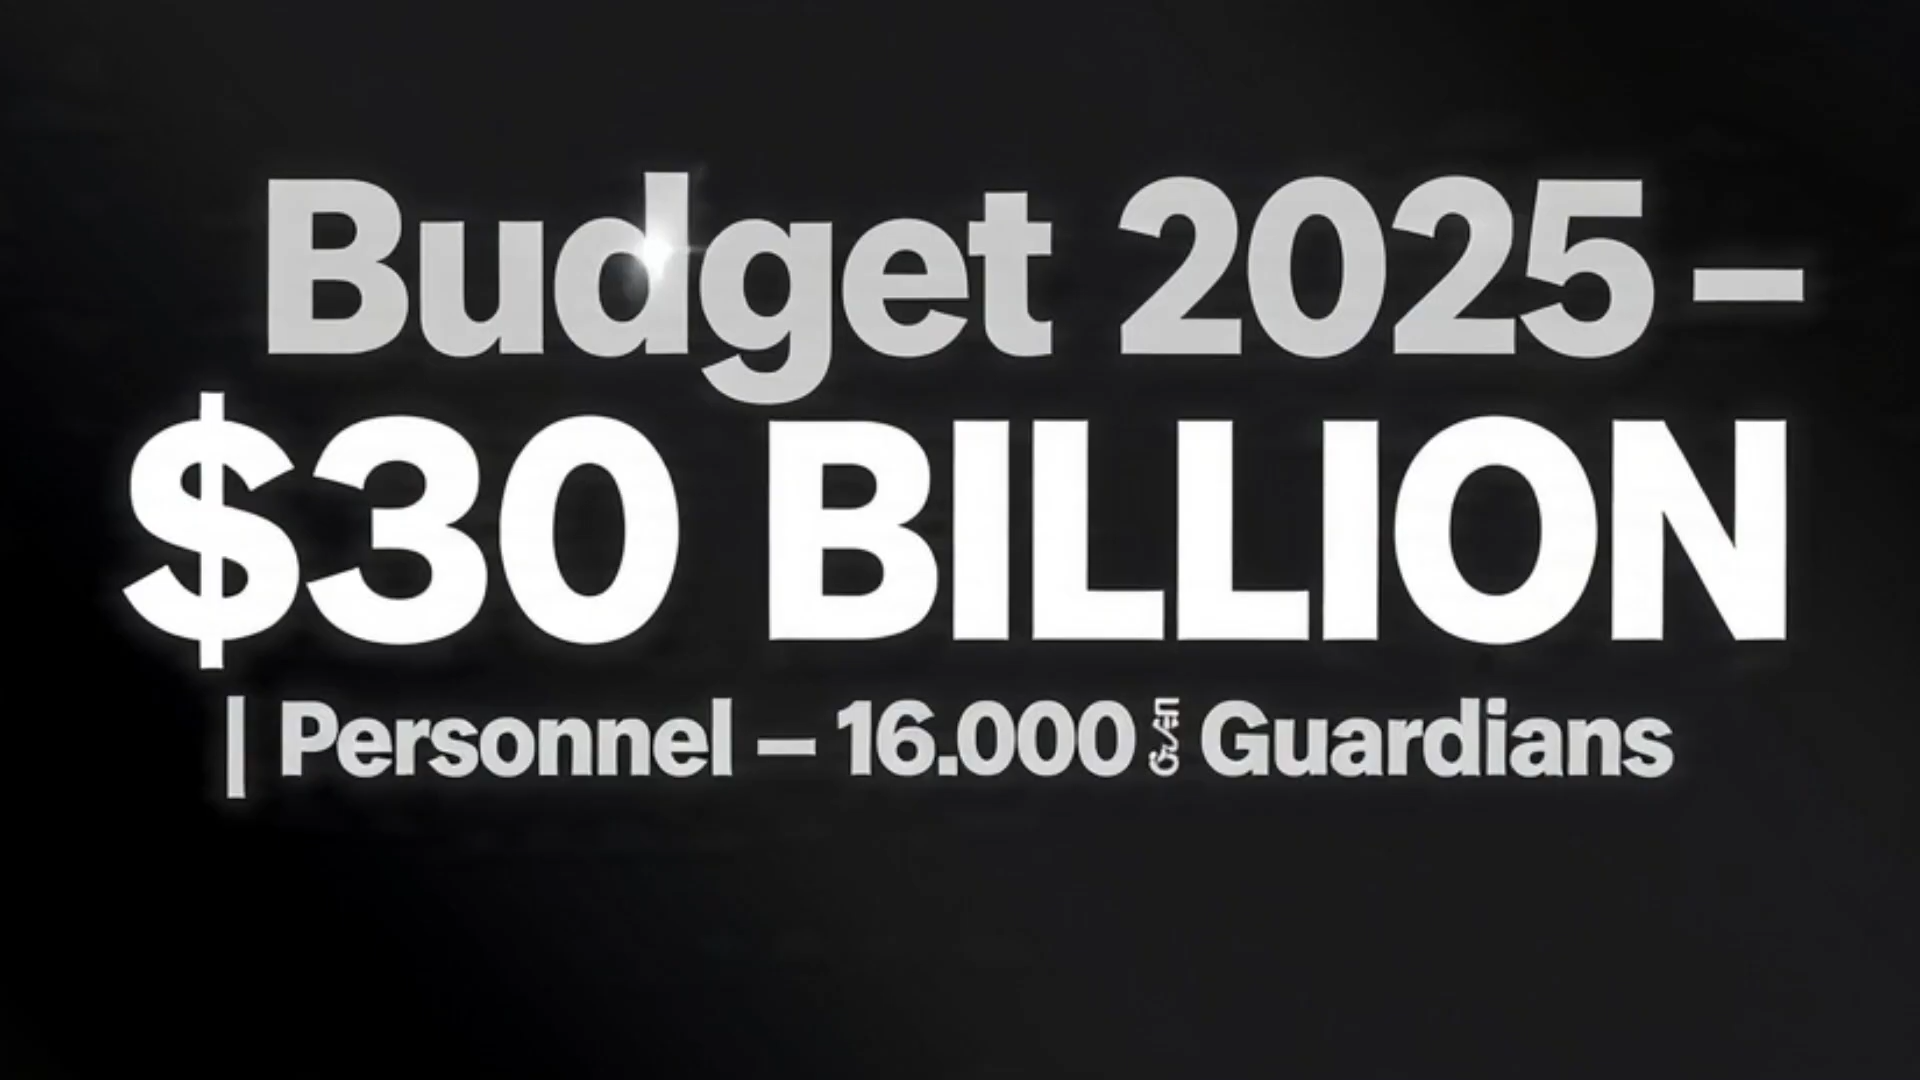 Budget 2025 –
$30 BILLION
| Personnel – 16.000 Guardians